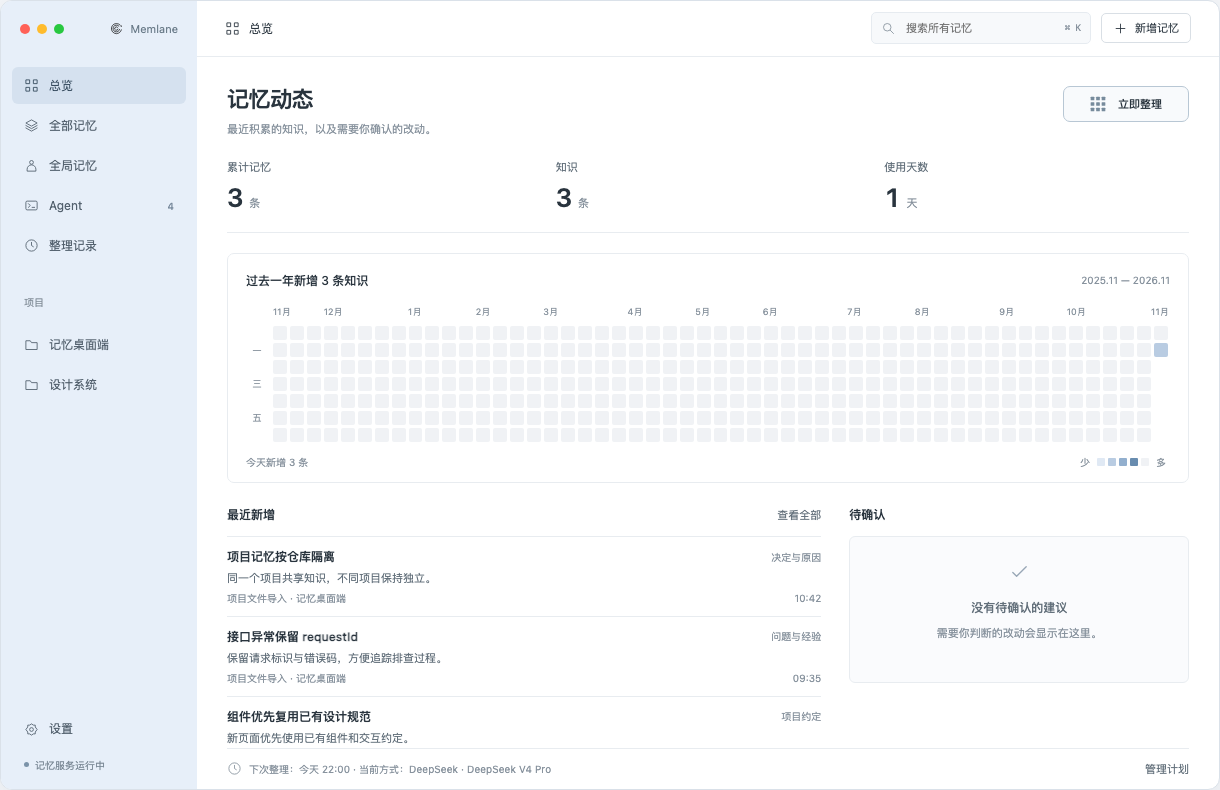 Memlane
总览
全部记忆
全局记忆
Agent 4
整理记录
项目
记忆桌面端
设计系统
设置
记忆服务运行中
总览
搜索所有记忆 ⌘ K
新增记忆
记忆动态
最近积累的知识，以及需要你确认的改动。
立即整理
累计记忆
3 条
知识
3 条
使用天数
1 天
过去一年新增 3 条知识
2025.11 — 2026.11
11月 12月 1月 2月 3月 4月 5月 6月 7月 8月 9月 10月 11月
一
三
五
今天新增 3 条
少 多
最近新增 查看全部
项目记忆按仓库隔离 决定与原因
同一个项目共享知识，不同项目保持独立。
项目文件导入 · 记忆桌面端 10:42
接口异常保留 requestId 问题与经验
保留请求标识与错误码，方便追踪排查过程。
项目文件导入 · 记忆桌面端 09:35
组件优先复用已有设计规范 项目约定
新页面优先使用已有组件和交互约定。
待确认
没有待确认的建议
需要你判断的改动会显示在这里。
下次整理：今天 22:00 · 当前方式：DeepSeek · DeepSeek V4 Pro
管理计划